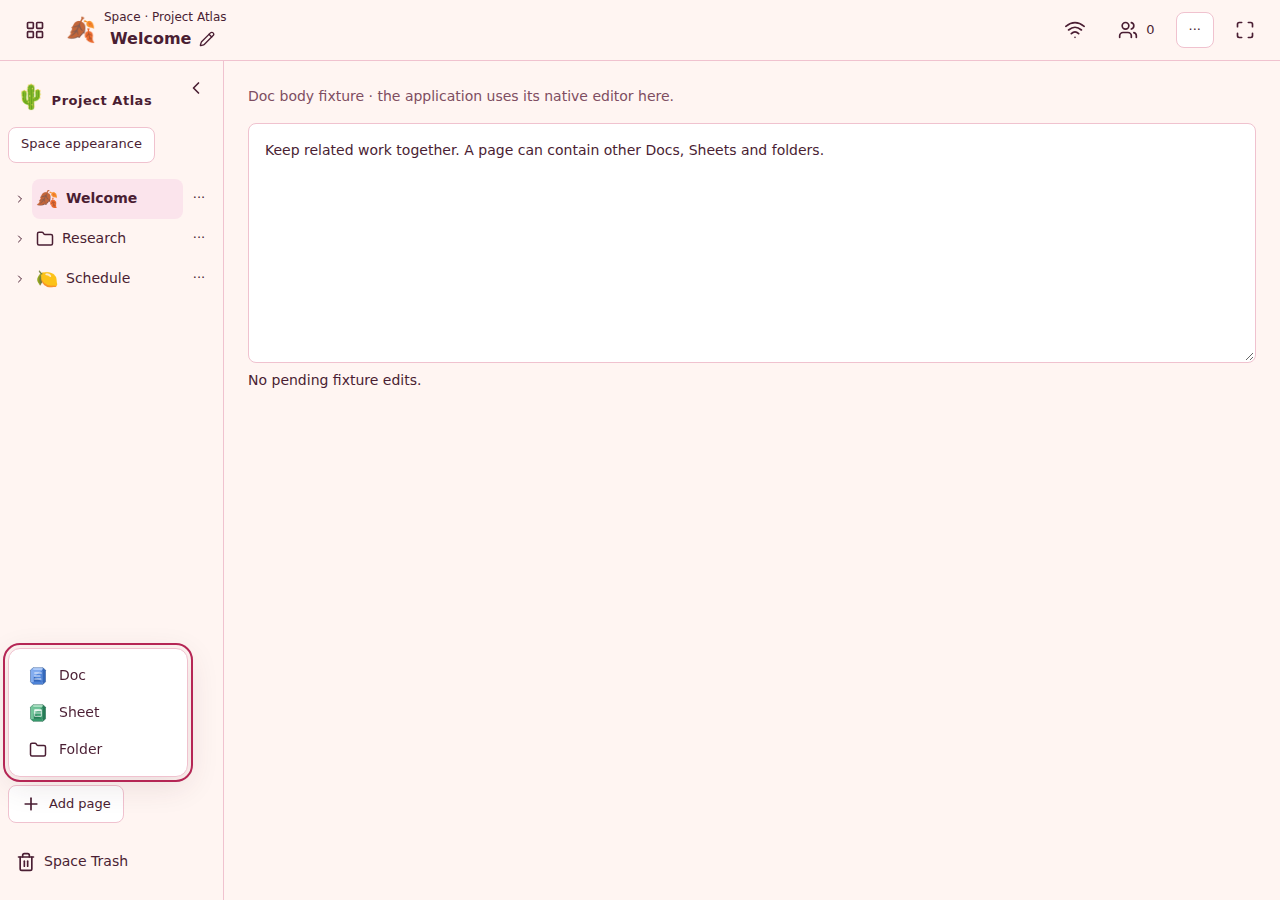 Space · Project Atlas
Welcome
0
...
Project Atlas
Space appearance
Welcome ...
Research ...
Schedule ...
Doc body fixture · the application uses its native editor here.
Keep related work together. A page can contain other Docs, Sheets and folders.
No pending fixture edits.
Doc
Sheet
Folder
Add page
Space Trash